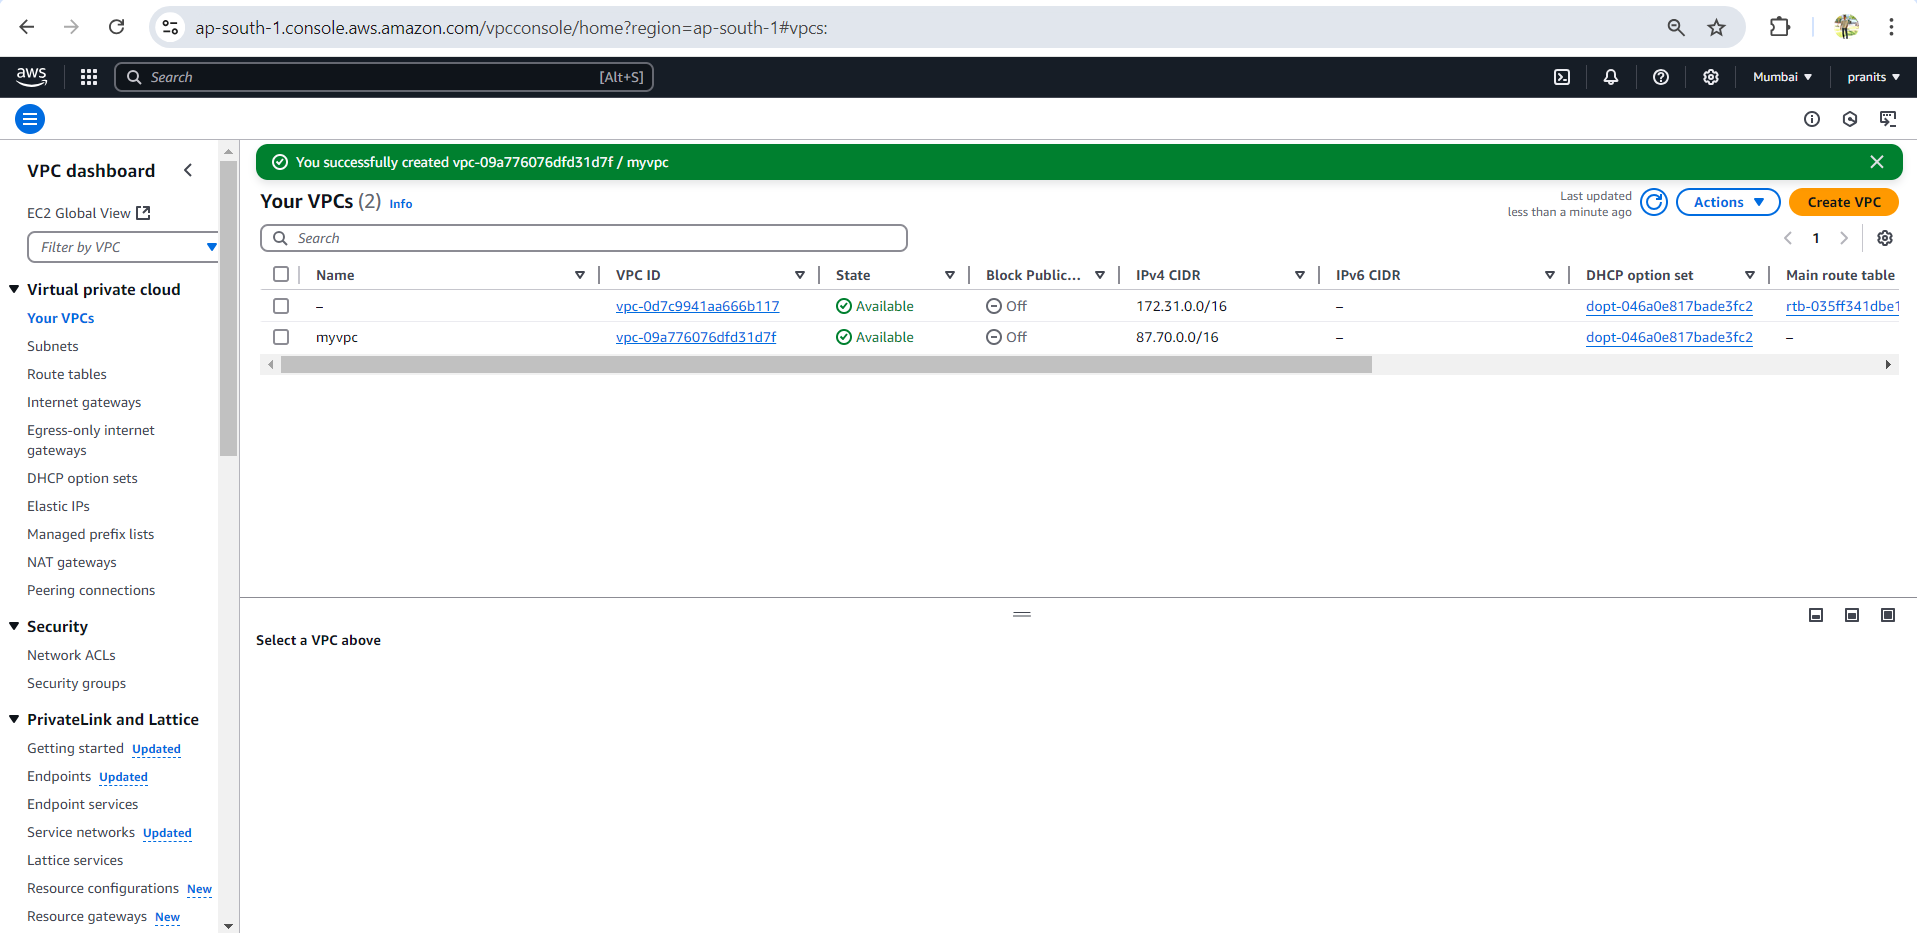 ap-south-1.console.aws.amazon.com/vpcconsole/home?region=ap-south-1#vpcs:
aws
Search [Alt+S]
Mumbai
pranits
VPC dashboard
EC2 Global View
Filter by VPC
Virtual private cloud
Your VPCs
Subnets
Route tables
Internet gateways
Egress-only internet
gateways
DHCP option sets
Elastic IPs
Managed prefix lists
NAT gateways
Peering connections
Security
Network ACLs
Security groups
PrivateLink and Lattice
Getting started Updated
Endpoints Updated
Endpoint services
Service networks Updated
Lattice services
Resource configurations New
Resource gateways New
You successfully created vpc-09a776076dfd31d7f / myvpc
Your VPCs (2) Info
Last updated
less than a minute ago
Actions
Create VPC
Search
1
Name VPC ID State Block Public... IPv4 CIDR IPv6 CIDR DHCP option set Main route table
– vpc-0d7c9941aa666b117 Available Off 172.31.0.0/16 – dopt-046a0e817bade3fc2 rtb-035ff341dbe1
myvpc vpc-09a776076dfd31d7f Available Off 87.70.0.0/16 – dopt-046a0e817bade3fc2 –
Select a VPC above